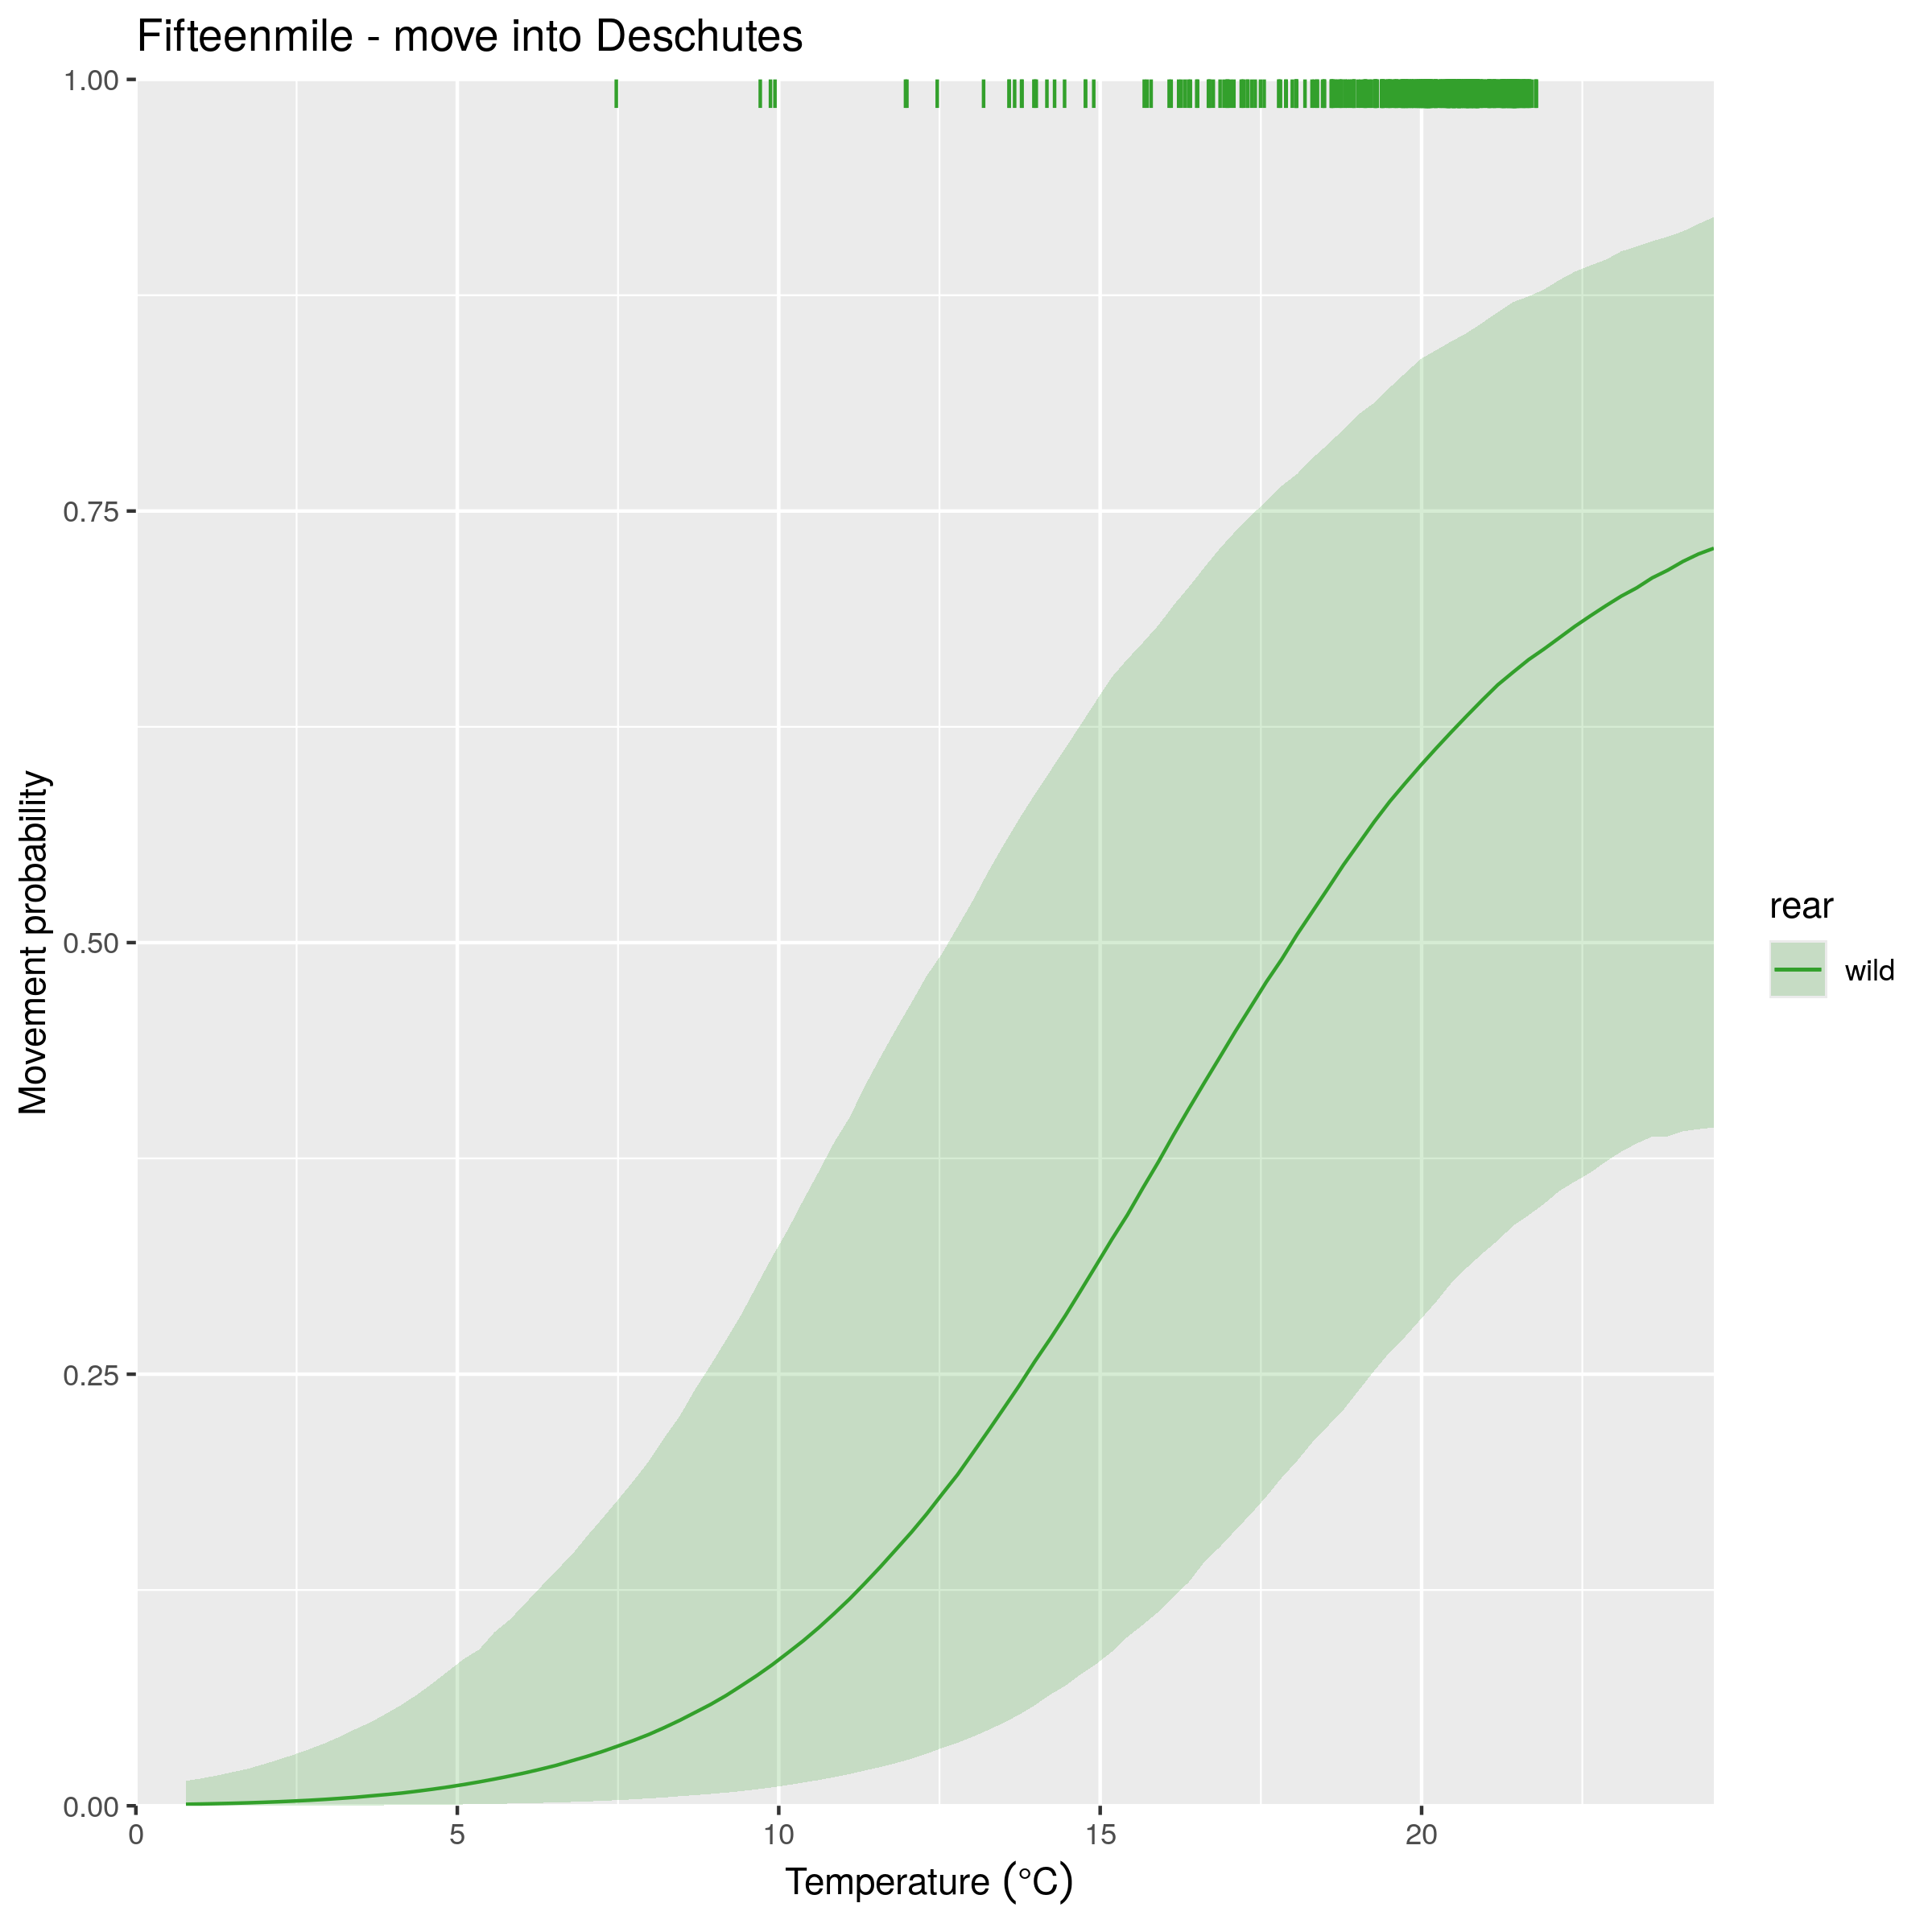 Fifteenmile - move into Deschutes
1.00
0.75
0.50
0.25
0.00
0
5
10
15
20
Movement probability
Temperature (°C)
rear
wild